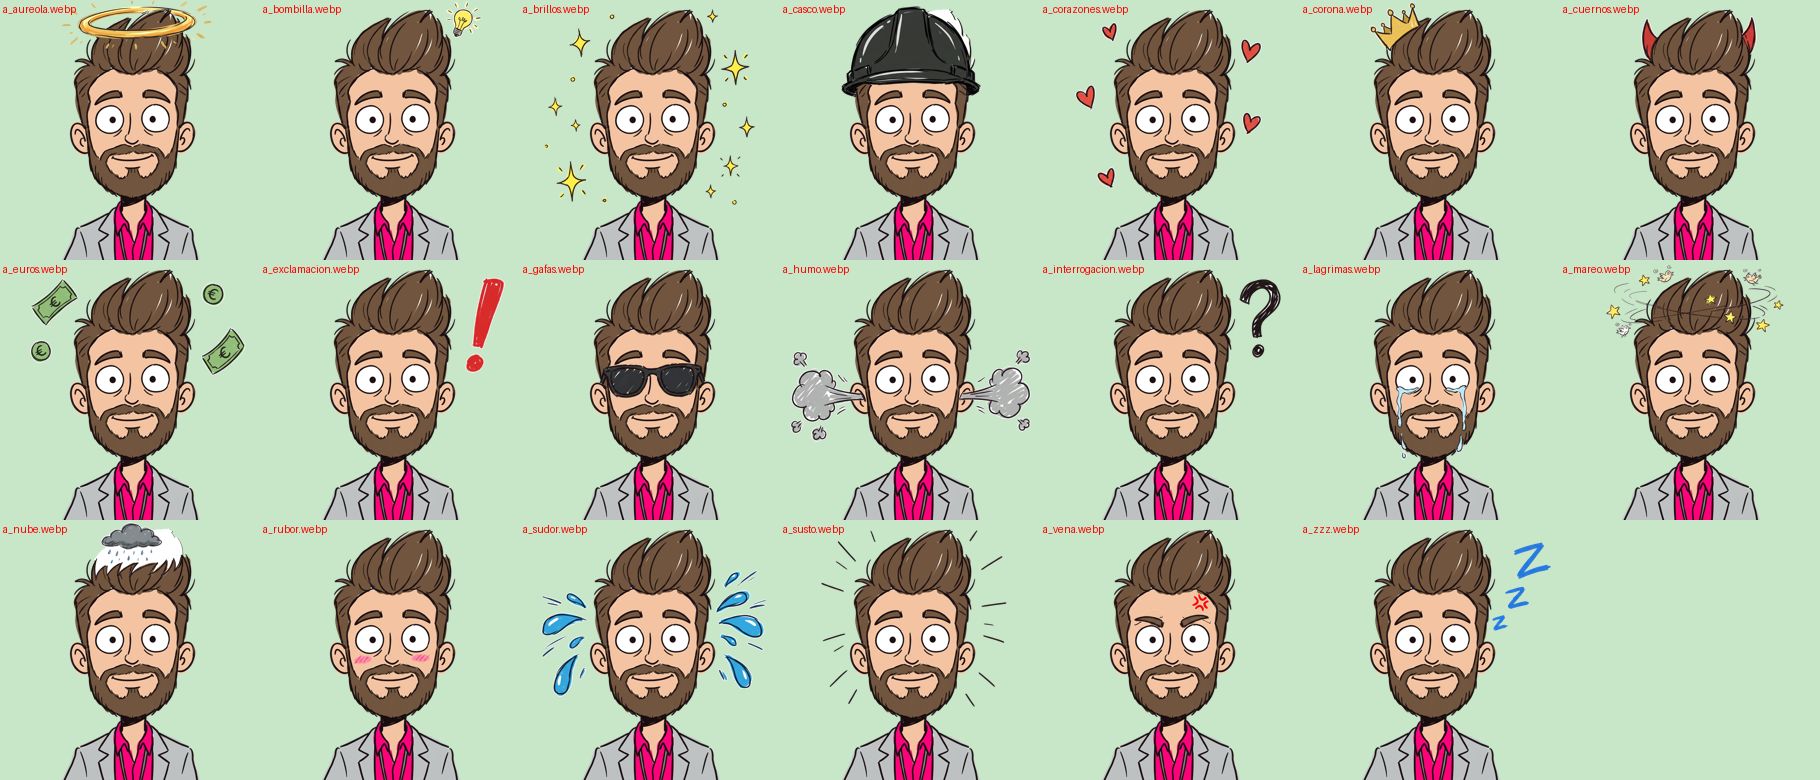 a_aureola.webp
a_bombilla.webp
a_brillos.webp
a_casco.webp
a_corazones.webp
a_corona.webp
a_cuernos.webp
a_euros.webp
€
€
€
€
a_exclamacion.webp
!
a_gafas.webp
a_humo.webp
a_interrogacion.webp
?
a_lagrimas.webp
a_mareo.webp
a_nube.webp
a_rubor.webp
a_sudor.webp
a_susto.webp
a_vena.webp
a_zzz.webp
Z
Z
Z